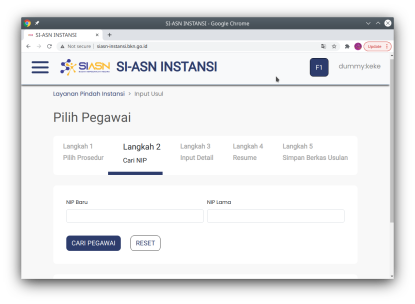 SI-ASN INSTANSI - Google Chrome
SI-ASN INSTANSI
Not secure | siasn-instansi.bkn.go.id
Update
SIASN SI-ASN INSTANSI
F1
dummy.keke
Layanan Pindah Instansi > Input Usul
Pilih Pegawai
Langkah 1
Pilih Prosedur
Langkah 2
Cari NIP
Langkah 3
Input Detail
Langkah 4
Resume
Langkah 5
Simpan Berkas Usulan
NIP Baru
NIP Lama
CARI PEGAWAI
RESET